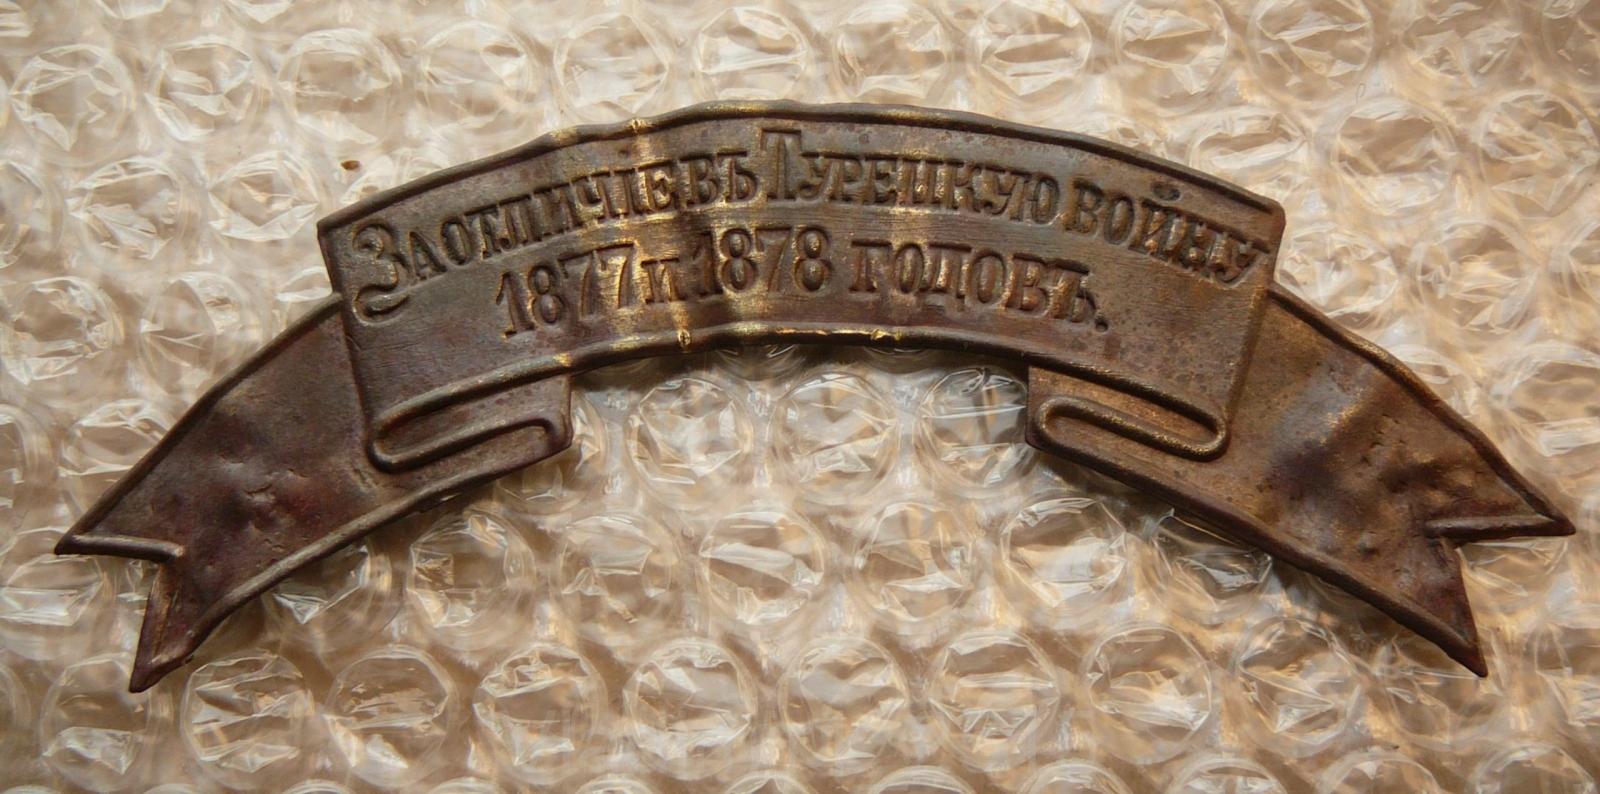 За отличіе въ Турецкую войну
1877 и 1878 годовъ.